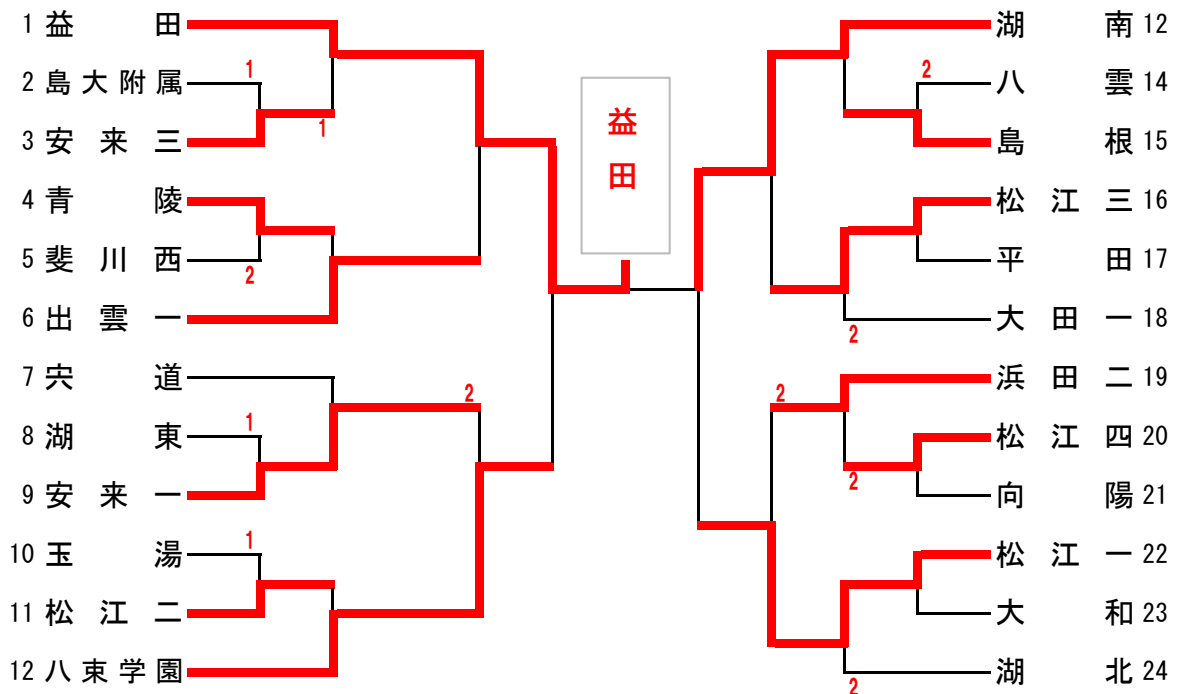 1 益田
1
2 島大附属
3 安来三
1
4 青陵
5 斐川西
2
6 出雲一
7 宍道
2
1
8 湖東
9 安来一
1
10 玉湯
11 松江二
12 八束学園
益田
湖南 12
2
八雲 14
島根 15
松江三 16
平田 17
大田一 18
2
浜田二 19
2
松江四 20
2
向陽 21
松江一 22
大和 23
湖北 24
2